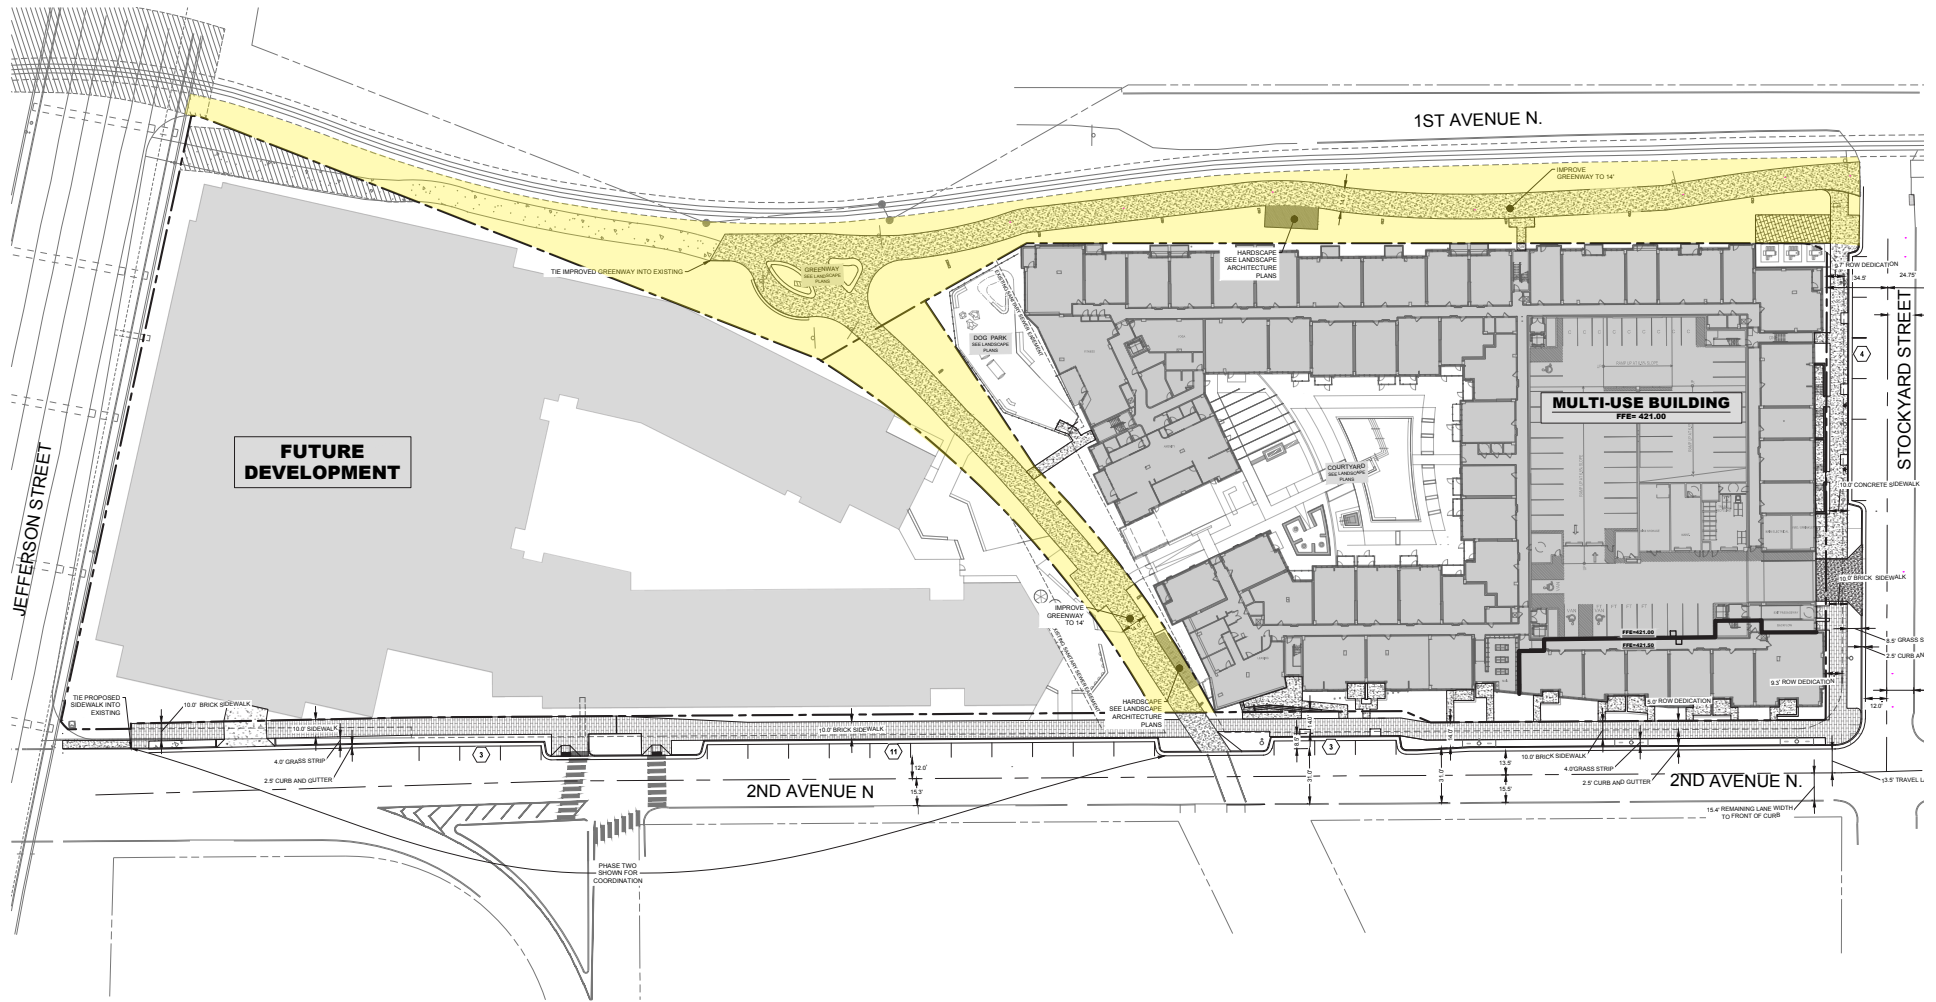 1ST AVENUE N.
IMPROVE
GREENWAY TO 14'
HARDSCAPE
SEE LANDSCAPE
ARCHITECTURE
PLANS
TIE IMPROVED GREENWAY INTO EXISTING
GREENWAY
SEE LANDSCAPE
PLANS
EXISTING SANITARY SEWER EASEMENT
DOG PARK
SEE LANDSCAPE
PLANS
9.7' ROW DEDICATION
34.5'
24.75'
STOCKYARD STREET
4
MULTI-USE BUILDING
FFE= 421.00
COURTYARD
SEE LANDSCAPE
PLANS
FUTURE
DEVELOPMENT
JEFFERSON STREET
10.0' CONCRETE SIDEWALK
10.0' BRICK SIDEWALK
IMPROVE
GREENWAY
TO 14'
FFE=421.00
FFE=421.50
8.5' GRASS S
2.5' CURB AN
9.3' ROW DEDICATION
5.0' ROW DEDICATION
12.0'
HARDSCAPE
SEE LANDSCAPE
ARCHITECTURE
PLANS
TIE PROPOSED
SIDEWALK INTO
EXISTING
10.0' BRICK SIDEWALK
10.0' SIDEWALK
10.0' BRICK SIDEWALK
4.0' GRASS STRIP
2.5' CURB AND GUTTER
3
11
3
12.0'
15.3'
31.0'
31.0'
13.5'
15.5'
10.0' BRICK SIDEWALK
4.0' GRASS STRIP
2.5' CURB AND GUTTER
2ND AVENUE N
2ND AVENUE N.
13.5' TRAVEL L
15.4' REMAINING LANE WIDTH
TO FRONT OF CURB
PHASE TWO
SHOWN FOR
COORDINATION